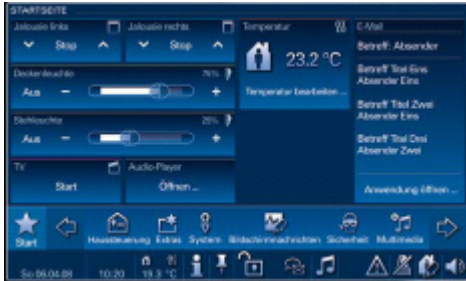 STARTSEITE
Jalousie links
Jalousie rechts
Temperatur
E-Mail
Stop
Stop
23.2 °C
Betreff: Absender
Deckenleuchte
75%
Aus - +
Temperatur bearbeiten ...
Betreff Titel Eins
Absender Eins
Stehleuchte
25%
Aus - +
Betreff Titel Zwei
Absender Eins
Betreff Titel Drei
Absender Zwei
TV
Audio-Player
Start
Öffnen ...
Anwendung öffnen ...
Start
Haussteuerung
Extras
System
Bildschirmnachrichten
Sicherheit
Multimedia
So 06.04.08
10:20
19.3 °C